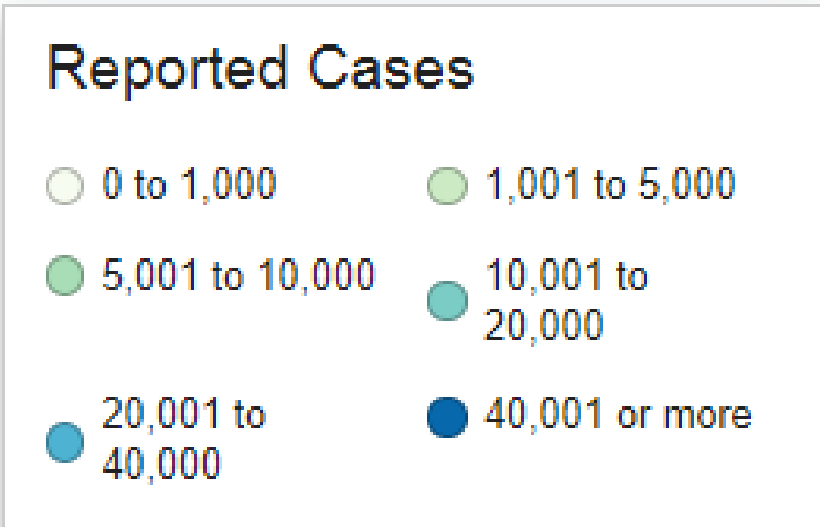 Reported Cases
0 to 1,000
1,001 to 5,000
5,001 to 10,000
10,001 to
20,000
20,001 to
40,000
40,001 or more